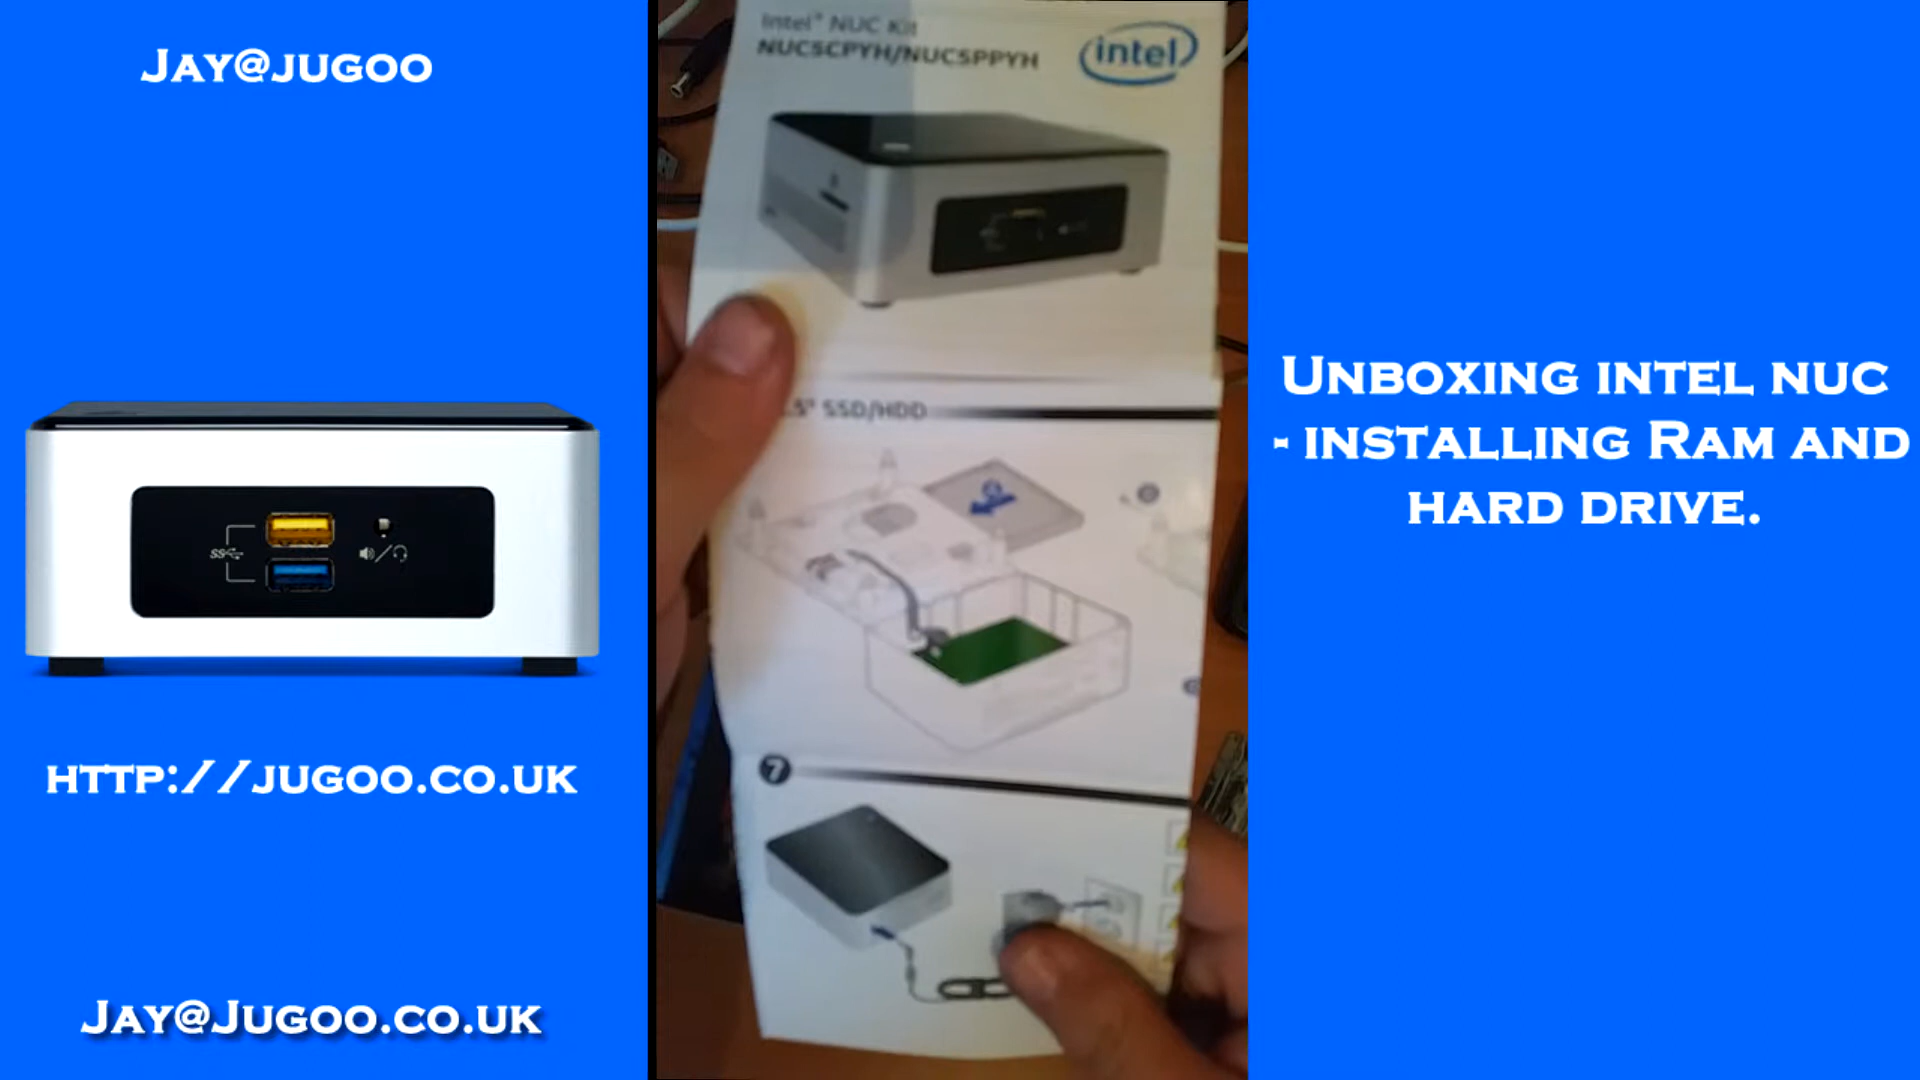 Jay@jugoo
http://jugoo.co.uk
Jay@Jugoo.co.uk
Intel® NUC Kit
NUC5CPYH/NUC5PPYH
intel
SSD/HDD
7
Unboxing intel nuc
- installing Ram and
hard drive.